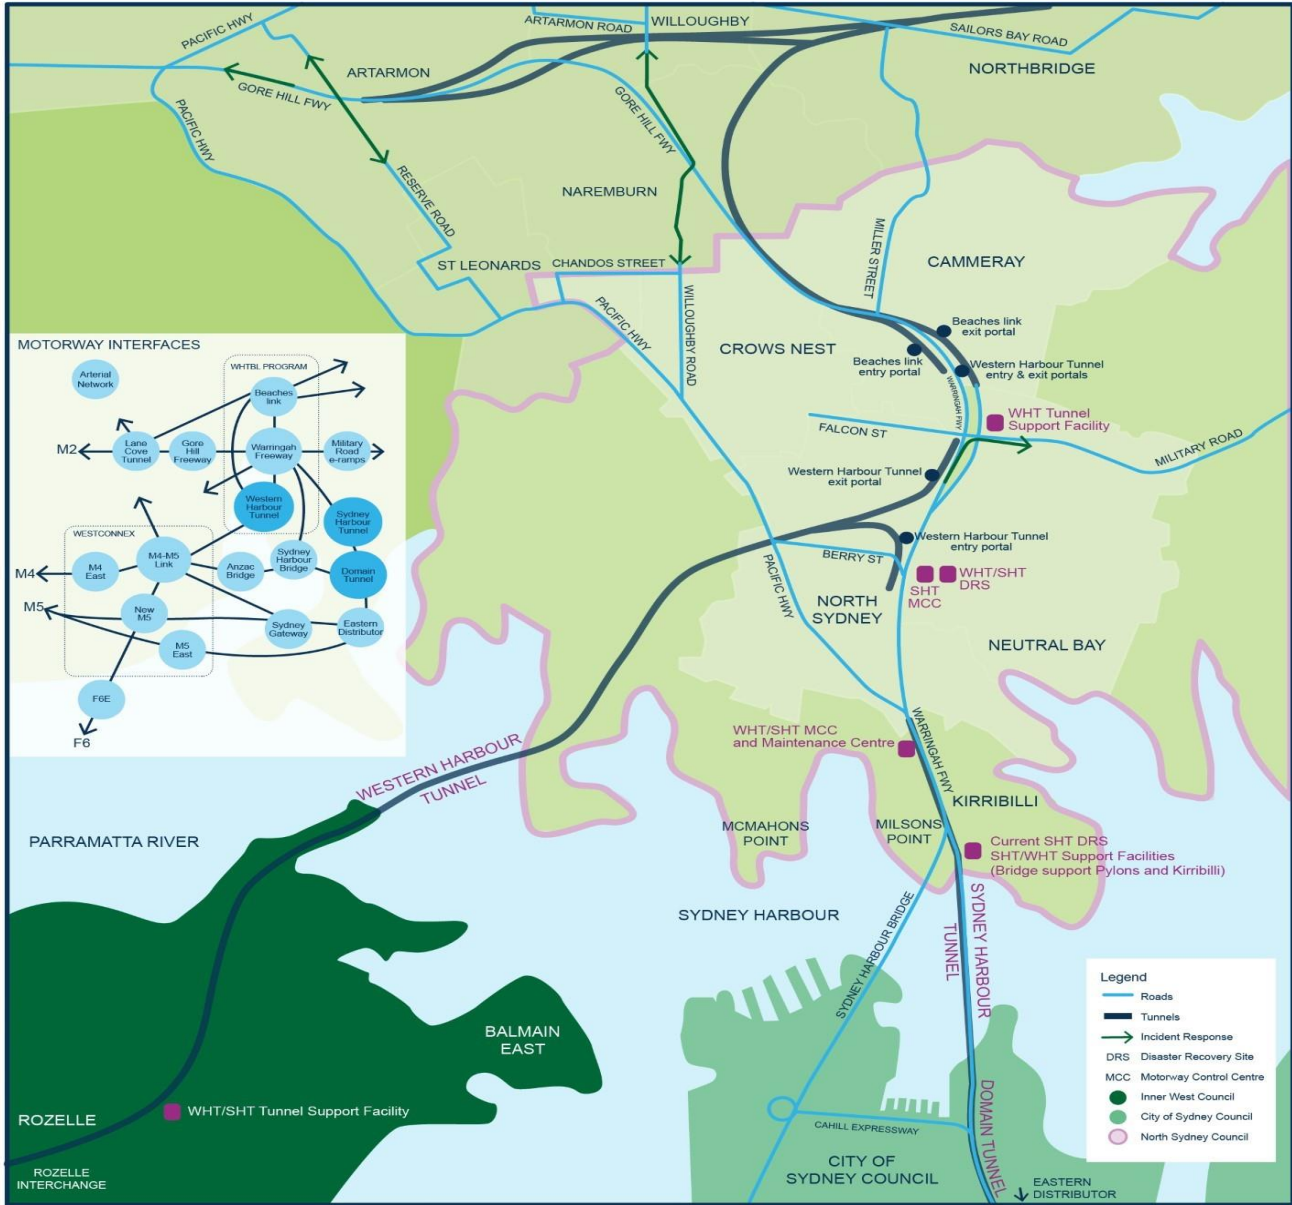 PACIFIC HWY
ARTARMON ROAD
WILLOUGHBY
SAILORS BAY ROAD
ARTARMON
NORTHBRIDGE
GORE HILL FWY
PACIFIC HWY
GORE HILL FWY
RESERVE ROAD
NAREMBURN
MILLER STREET
ST LEONARDS
CHANDOS STREET
CAMMERAY
WILLOUGHBY ROAD
PACIFIC HWY
Beaches link
exit portal
CROWS NEST
Beaches link
entry portal
Western Harbour Tunnel
entry & exit portals
WARRINGAH FWY
WHT Tunnel
Support Facility
FALCON ST
MILITARY ROAD
Western Harbour Tunnel
exit portal
Western Harbour Tunnel
entry portal
BERRY ST
PACIFIC HWY
SHT
MCC
WHT/SHT
DRS
NORTH
SYDNEY
NEUTRAL BAY
MOTORWAY INTERFACES
Arterial
Network
WHTBL PROGRAM
Beaches
link
M2
Lane
Cove
Tunnel
Gore
Hill
Freeway
Warringah
Freeway
Military
Road
e-ramps
Western
Harbour
Tunnel
Sydney
Harbour
Tunnel
WESTCONNEX
M4
M4
East
M4-M5
Link
Anzac
Bridge
Sydney
Harbour
Bridge
Domain
Tunnel
M5
New
M5
Sydney
Gateway
Eastern
Distributor
M5
East
F6E
F6
WHT/SHT MCC
and Maintenance Centre
WARRINGAH FWY
WESTERN HARBOUR
TUNNEL
KIRRIBILLI
PARRAMATTA RIVER
MCMAHONS
POINT
MILSONS
POINT
Current SHT DRS
SHT/WHT Support Facilities
(Bridge support Pylons and Kirribilli)
SYDNEY HARBOUR
SYDNEY HARBOUR BRIDGE
SYDNEY HARBOUR
TUNNEL
BALMAIN
EAST
ROZELLE
WHT/SHT Tunnel Support Facility
ROZELLE
INTERCHANGE
CAHILL EXPRESSWAY
DOMAIN TUNNEL
CITY OF
SYDNEY COUNCIL
EASTERN
DISTRIBUTOR
Legend
Roads
Tunnels
Incident Response
DRS Disaster Recovery Site
MCC Motorway Control Centre
Inner West Council
City of Sydney Council
North Sydney Council